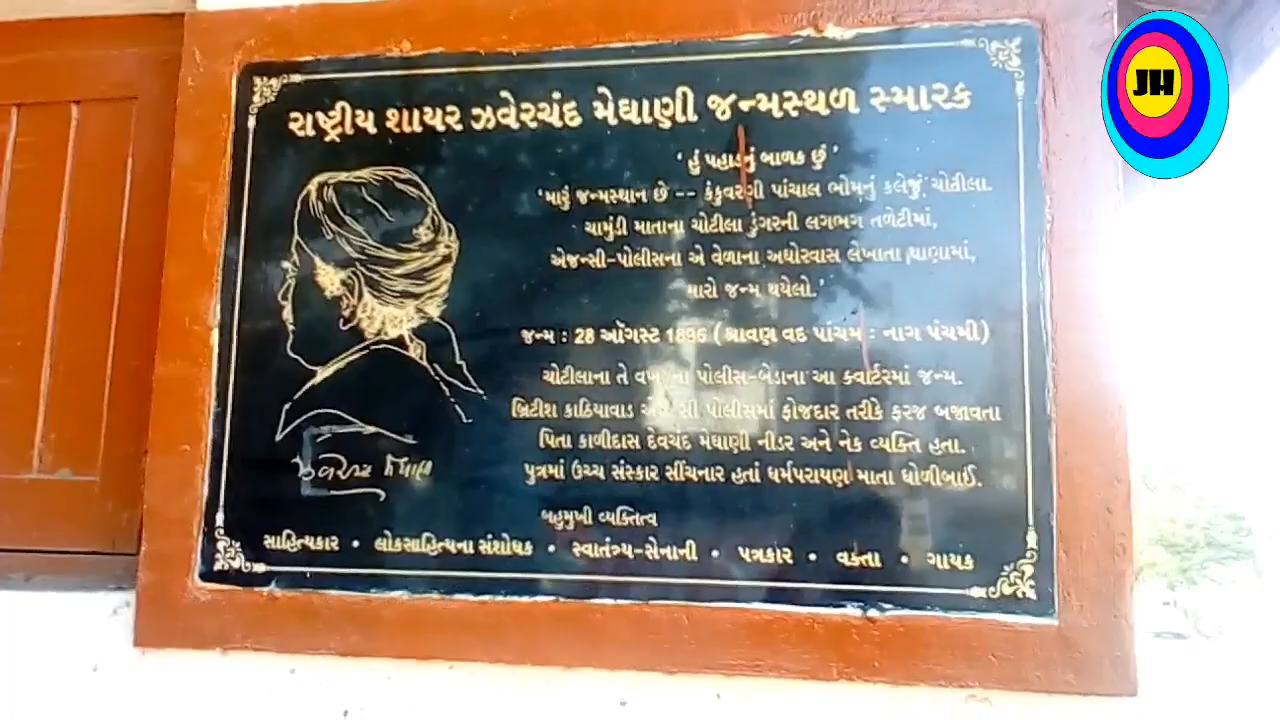 રાષ્ટ્રીય શાયર ઝવેરચંદ મેઘાણી જન્મસ્થળ સ્મારક
'હું પહાડનું બાળક છું'
'મારું જન્મસ્થાન છે -- કંકુવરણી પાંચાલ ભોમનું કલેજું ચોટીલા.
ચામુંડી માતાના ચોટીલા ડુંગરની લગભગ તળેટીમાં,
એજન્સી-પોલીસના એ વેળાના અઘોરવાસ લેખાતા થાણામાં,
મારો જન્મ થયેલો.'
જન્મ : 28 ઑગસ્ટ 1896 (શ્રાવણ વદ પાંચમ : નાગ પંચમી)
ચોટીલાના તે વખતના પોલીસ-બેડાના આ ક્વાર્ટરમાં જન્મ.
બ્રિટીશ કાઠિયાવાડ એજન્સી પોલીસમાં ફોજદાર તરીકે ફરજ બજાવતા
પિતા કાળીદાસ દેવચંદ મેઘાણી નીડર અને નેક વ્યક્તિ હતા.
પુત્રમાં ઉચ્ચ સંસ્કાર સીંચનાર હતાં ધર્મપરાયણ માતા ધોળીબાઈ.
ઝવેરચંદ મેઘાણી
બહુમુખી વ્યક્તિત્વ
સાહિત્યકાર • લોકસાહિત્યના સંશોધક • સ્વાતંત્ર્ય-સેનાની • પત્રકાર • વક્તા • ગાયક
JH